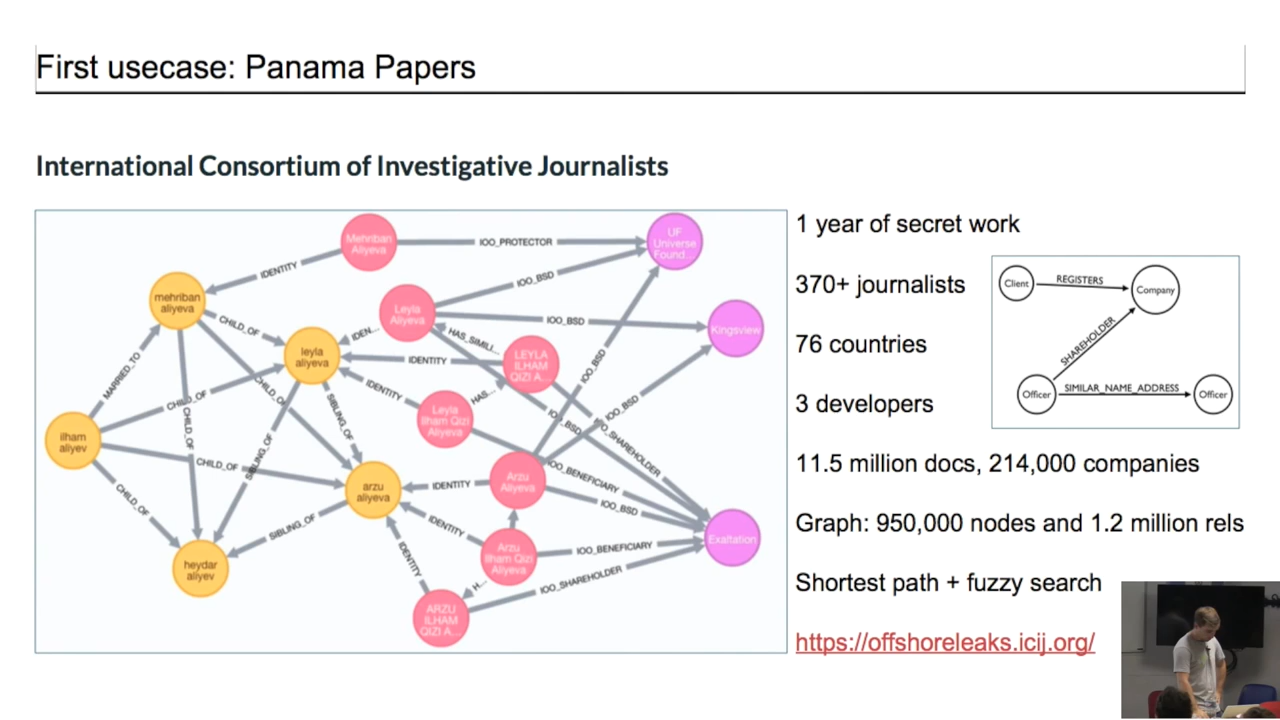 First usecase: Panama Papers
International Consortium of Investigative Journalists
1 year of secret work
370+ journalists
76 countries
3 developers
11.5 million docs, 214,000 companies
Graph: 950,000 nodes and 1.2 million rels
Shortest path + fuzzy search
https://offshoreleaks.icij.org/
Mehriban
Aliyeva
IOO_PROTECTOR
UF
Universe
Found...
IDENTITY
IOO_BSD
mehriban
aliyeva
Leyla
Aliyeva
IOO_BSD
Kingsview
CHILD_OF
IDEN...
HAS_SIMILI...
leyla
aliyeva
IDENTITY
LEYLA
ILHAM
QIZI A...
MARRIED_TO
CHILD_OF
CHILD_OF
CHILD_OF
SIBLING_OF
SIBLING_OF
IDENTITY
HAS...
Leyla
Ilham Qizi
Aliyeva
IOO_BSD
IOO_BSD
IOO_BSD
IOO_SHAREHOLDER
ilham
aliyev
CHILD_OF
CHILD_OF
arzu
aliyeva
IDENTITY
Arzu
Aliyeva
IOO_BENEFICIARY
IOO_BSD
SIBLING_OF
IDENTITY
IDENTITY
Arzu
Ilham Qizi
Aliyeva
IOO_BENEFICIARY
Exaltation
heydar
aliyev
H...
IOO_SHAREHOLDER
ARZU
ILHAM
QIZI A...
Client
REGISTERS
Company
SHAREHOLDER
Officer
SIMILAR_NAME_ADDRESS
Officer